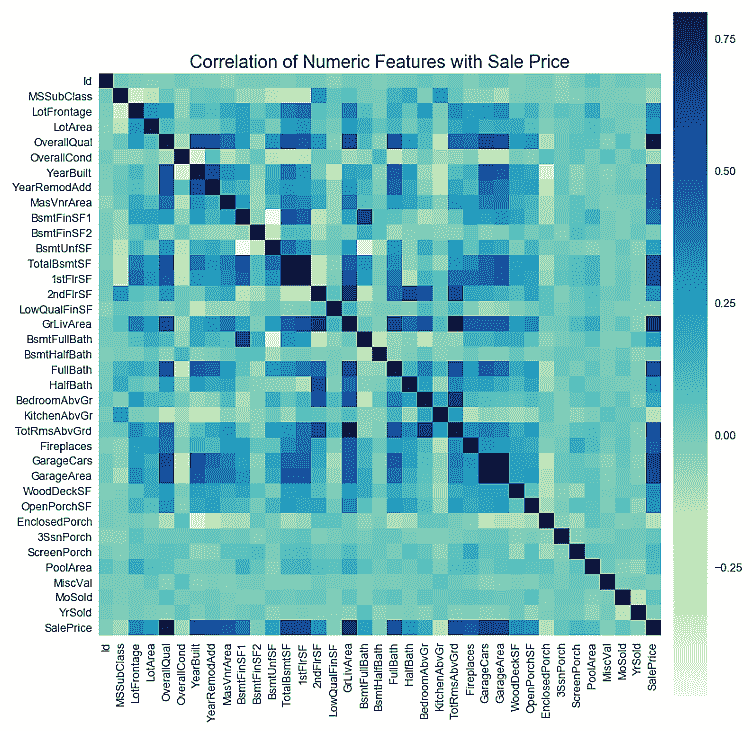 Correlation of Numeric Features with Sale Price
Id
MSSubClass
LotFrontage
LotArea
OverallQual
OverallCond
YearBuilt
YearRemodAdd
MasVnrArea
BsmtFinSF1
BsmtFinSF2
BsmtUnfSF
TotalBsmtSF
1stFlrSF
2ndFlrSF
LowQualFinSF
GrLivArea
BsmtFullBath
BsmtHalfBath
FullBath
HalfBath
BedroomAbvGr
KitchenAbvGr
TotRmsAbvGrd
Fireplaces
GarageCars
GarageArea
WoodDeckSF
OpenPorchSF
EnclosedPorch
3SsnPorch
ScreenPorch
PoolArea
MiscVal
MoSold
YrSold
SalePrice
Id
MSSubClass
LotFrontage
LotArea
OverallQual
OverallCond
YearBuilt
YearRemodAdd
MasVnrArea
BsmtFinSF1
BsmtFinSF2
BsmtUnfSF
TotalBsmtSF
1stFlrSF
2ndFlrSF
LowQualFinSF
GrLivArea
BsmtFullBath
BsmtHalfBath
FullBath
HalfBath
BedroomAbvGr
KitchenAbvGr
TotRmsAbvGrd
Fireplaces
GarageCars
GarageArea
WoodDeckSF
OpenPorchSF
EnclosedPorch
3SsnPorch
ScreenPorch
PoolArea
MiscVal
MoSold
YrSold
SalePrice
0.75
0.50
0.25
0.00
−0.25